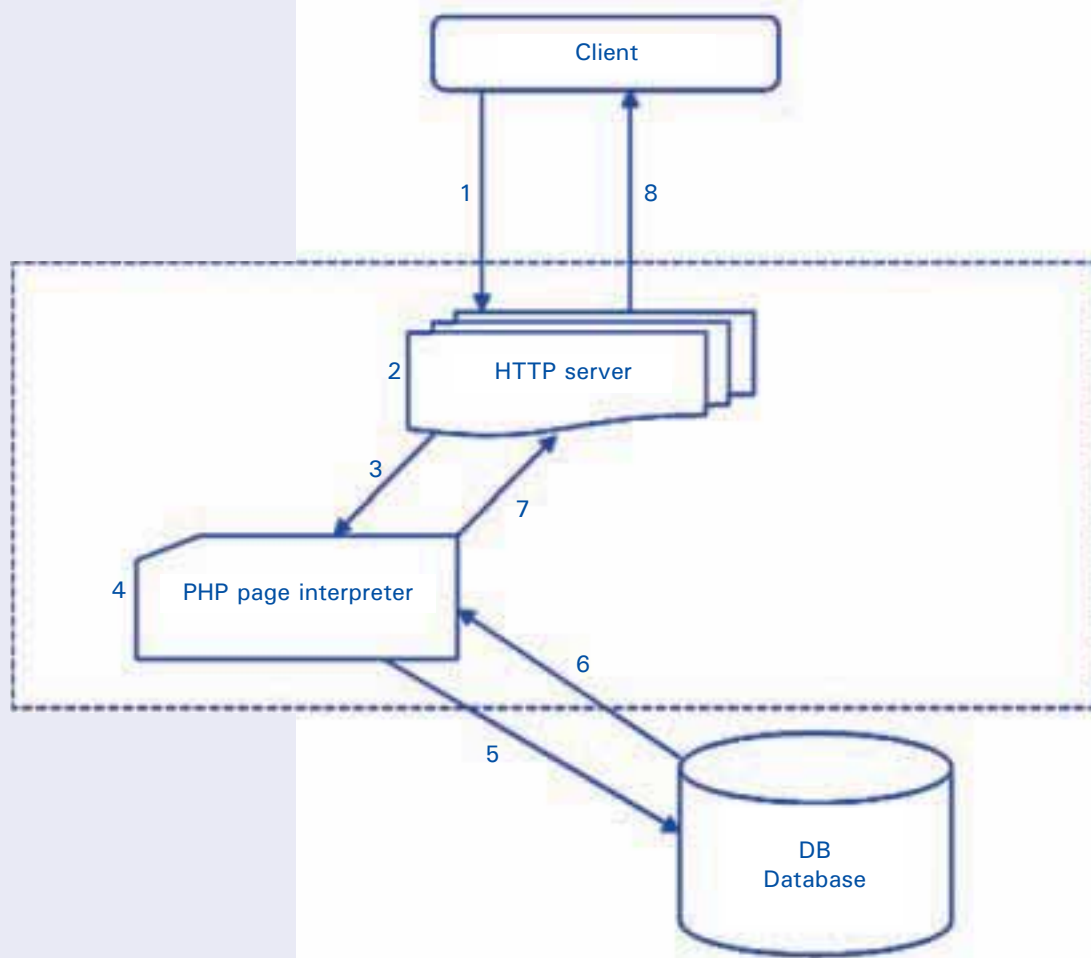 Client
1
8
2
HTTP server
3
7
4
PHP page interpreter
6
5
DB
Database